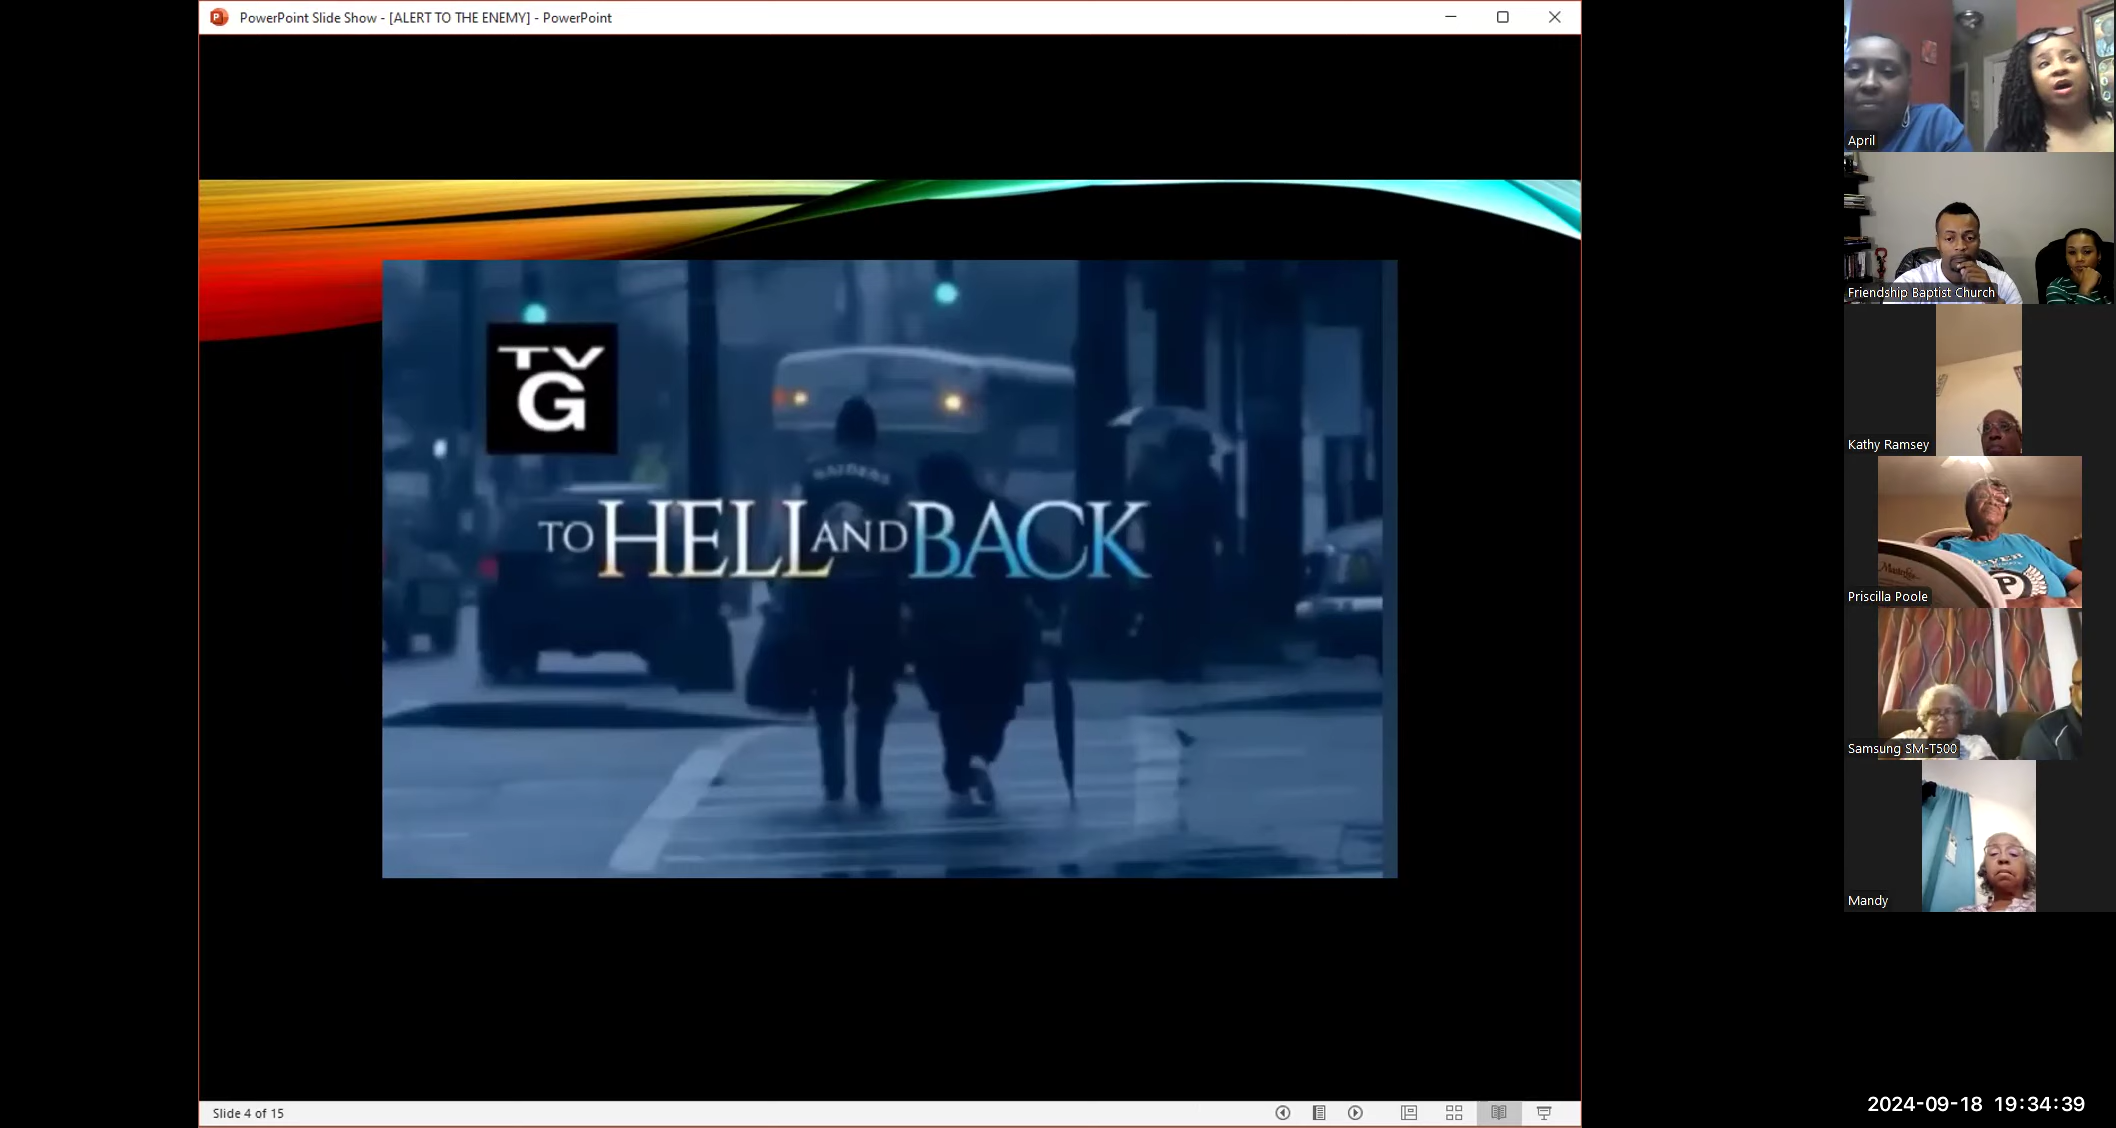 PowerPoint Slide Show - [ALERT TO THE ENEMY] - PowerPoint
TV
G
RAIDERS
TO HELL AND BACK
Slide 4 of 15
April
Friendship Baptist Church
Kathy Ramsey
Priscilla Poole
P
Samsung SM-T500
Mandy
2024-09-18 19:34:39